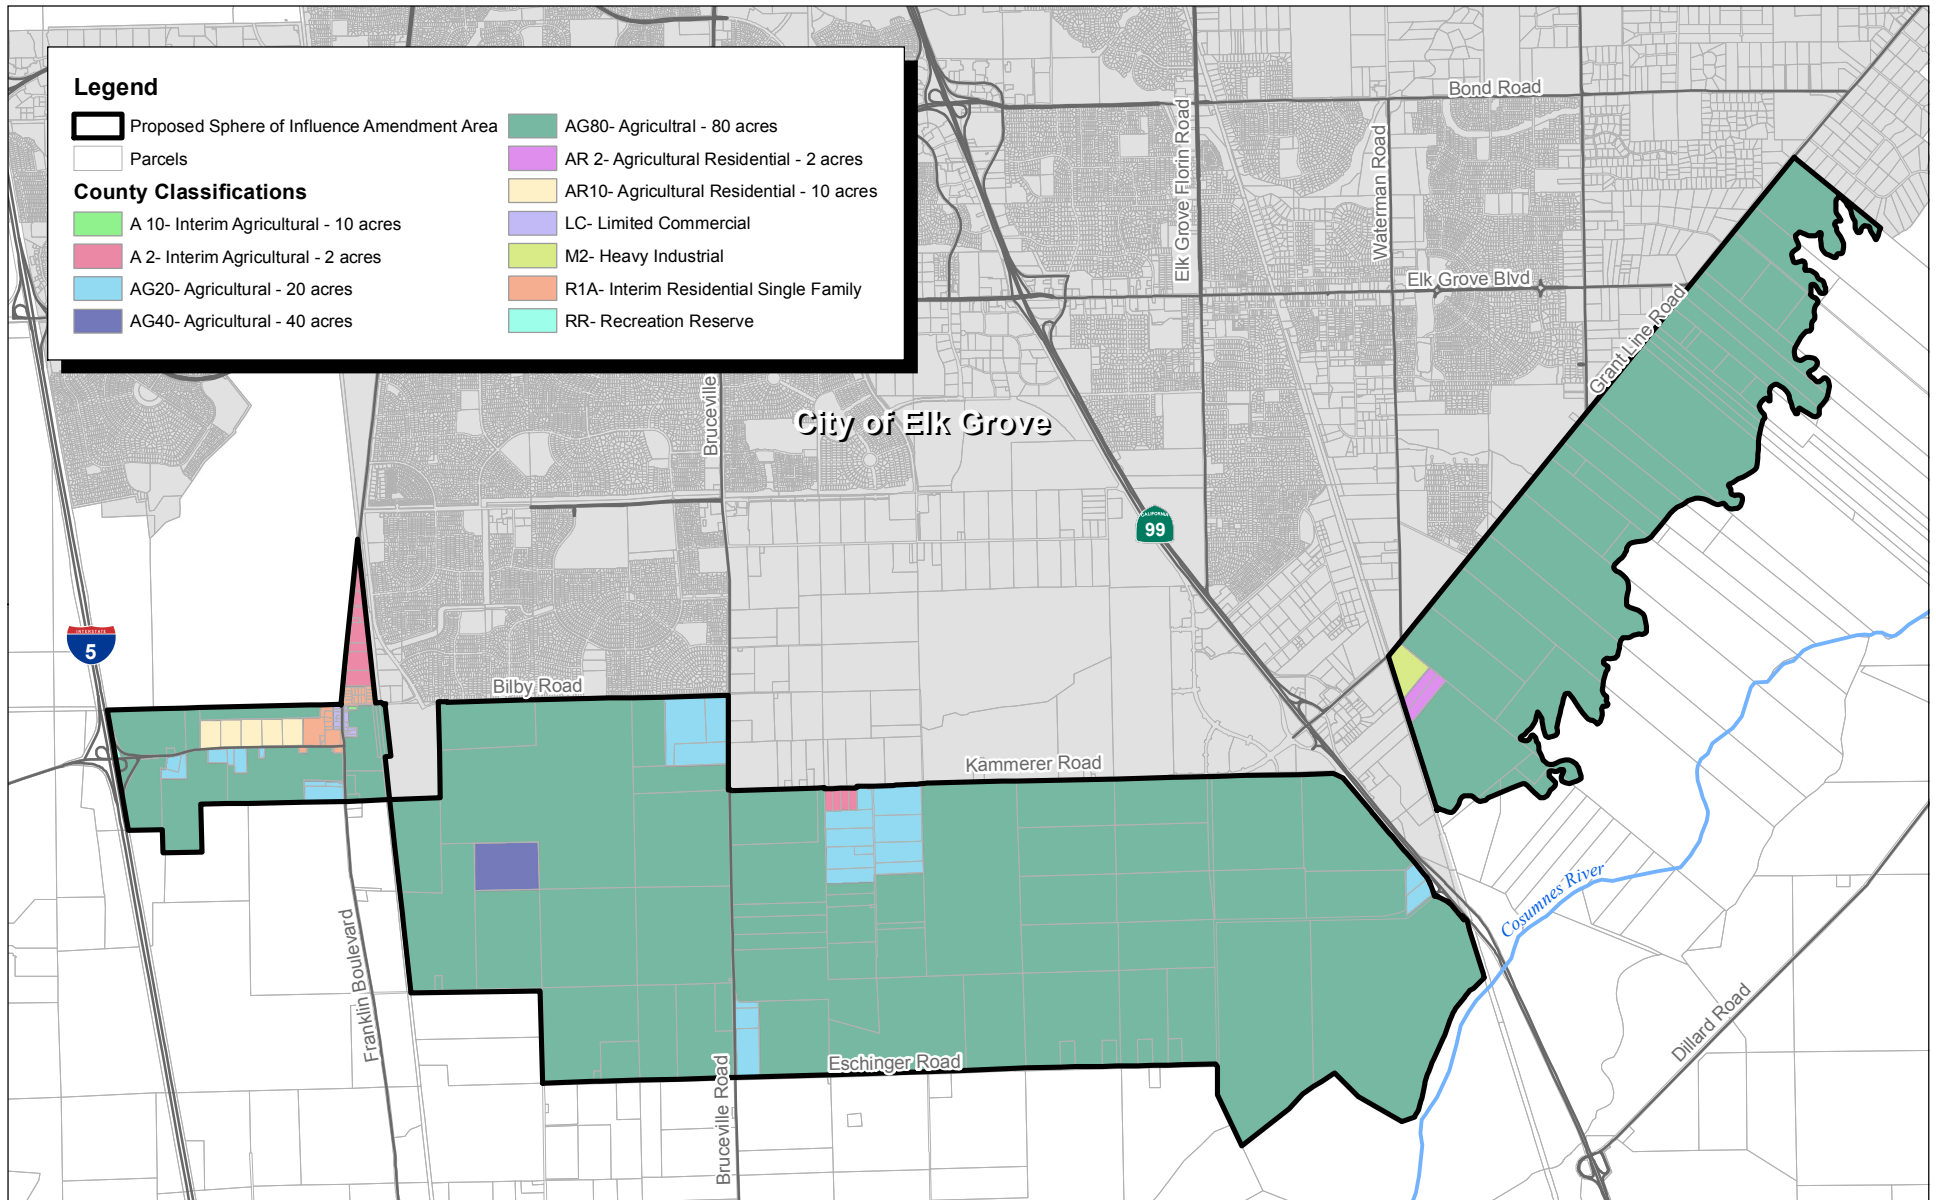 Legend
Proposed Sphere of Influence Amendment Area
Parcels
County Classifications
A 10- Interim Agricultural - 10 acres
A 2- Interim Agricultural - 2 acres
AG20- Agricultural - 20 acres
AG40- Agricultural - 40 acres
AG80- Agricultral - 80 acres
AR 2- Agricultural Residential - 2 acres
AR10- Agricultural Residential - 10 acres
LC- Limited Commercial
M2- Heavy Industrial
R1A- Interim Residential Single Family
RR- Recreation Reserve
Bond Road
Elk Grove Florin Road
Waterman Road
Elk Grove Blvd
Grant Line Road
Bruceville
City of Elk Grove
CALIFORNIA
99
INTERSTATE
5
Bilby Road
Kammerer Road
Cosumnes River
Franklin Boulevard
Dillard Road
Eschinger Road
Bruceville Road